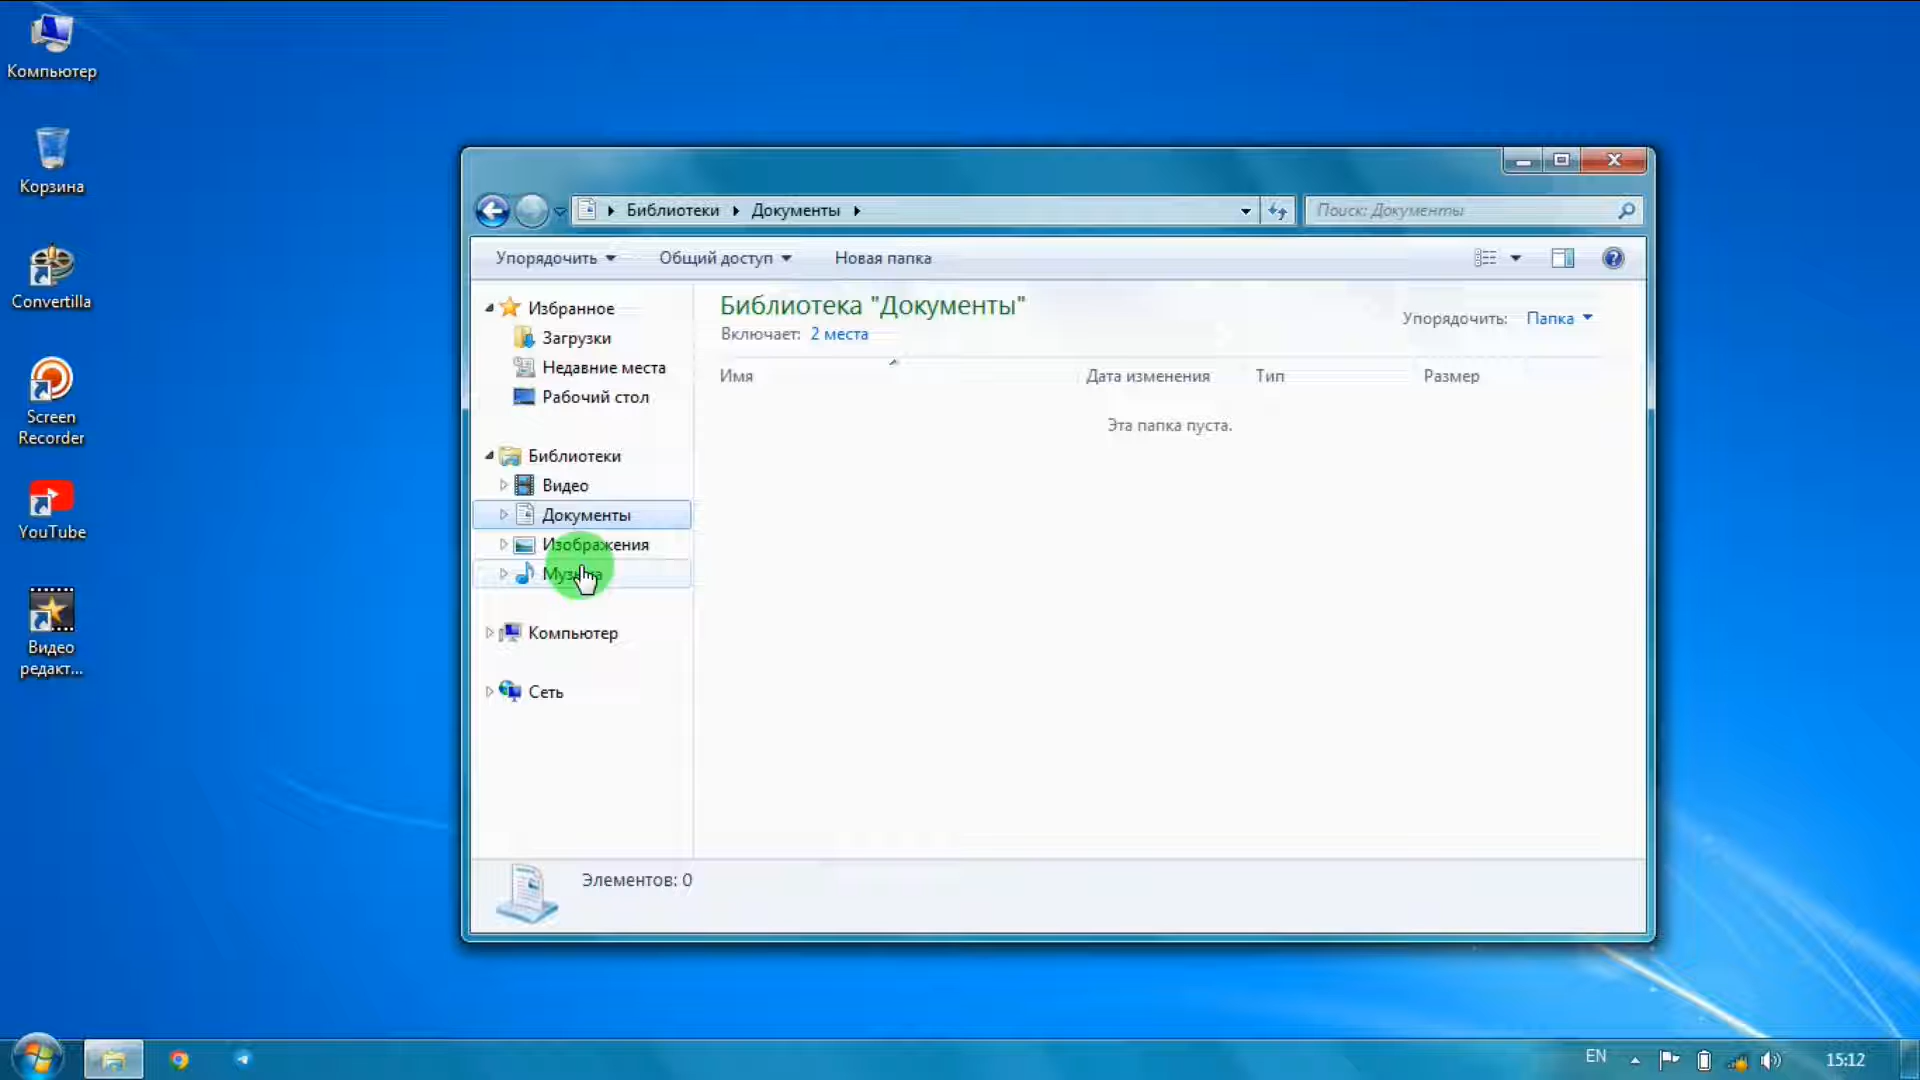 Компьютер
Корзина
Convertilla
Screen
Recorder
YouTube
Видео
редакт...
Библиотеки
Документы
Поиск: Документы
Упорядочить
Общий доступ
Новая папка
Избранное
Загрузки
Недавние места
Рабочий стол
Библиотеки
Видео
Документы
Изображения
Музыка
Компьютер
Сеть
Библиотека "Документы"
Включает: 2 места
Упорядочить: Папка
Имя
Дата изменения
Тип
Размер
Эта папка пуста.
Элементов: 0
EN
15:12